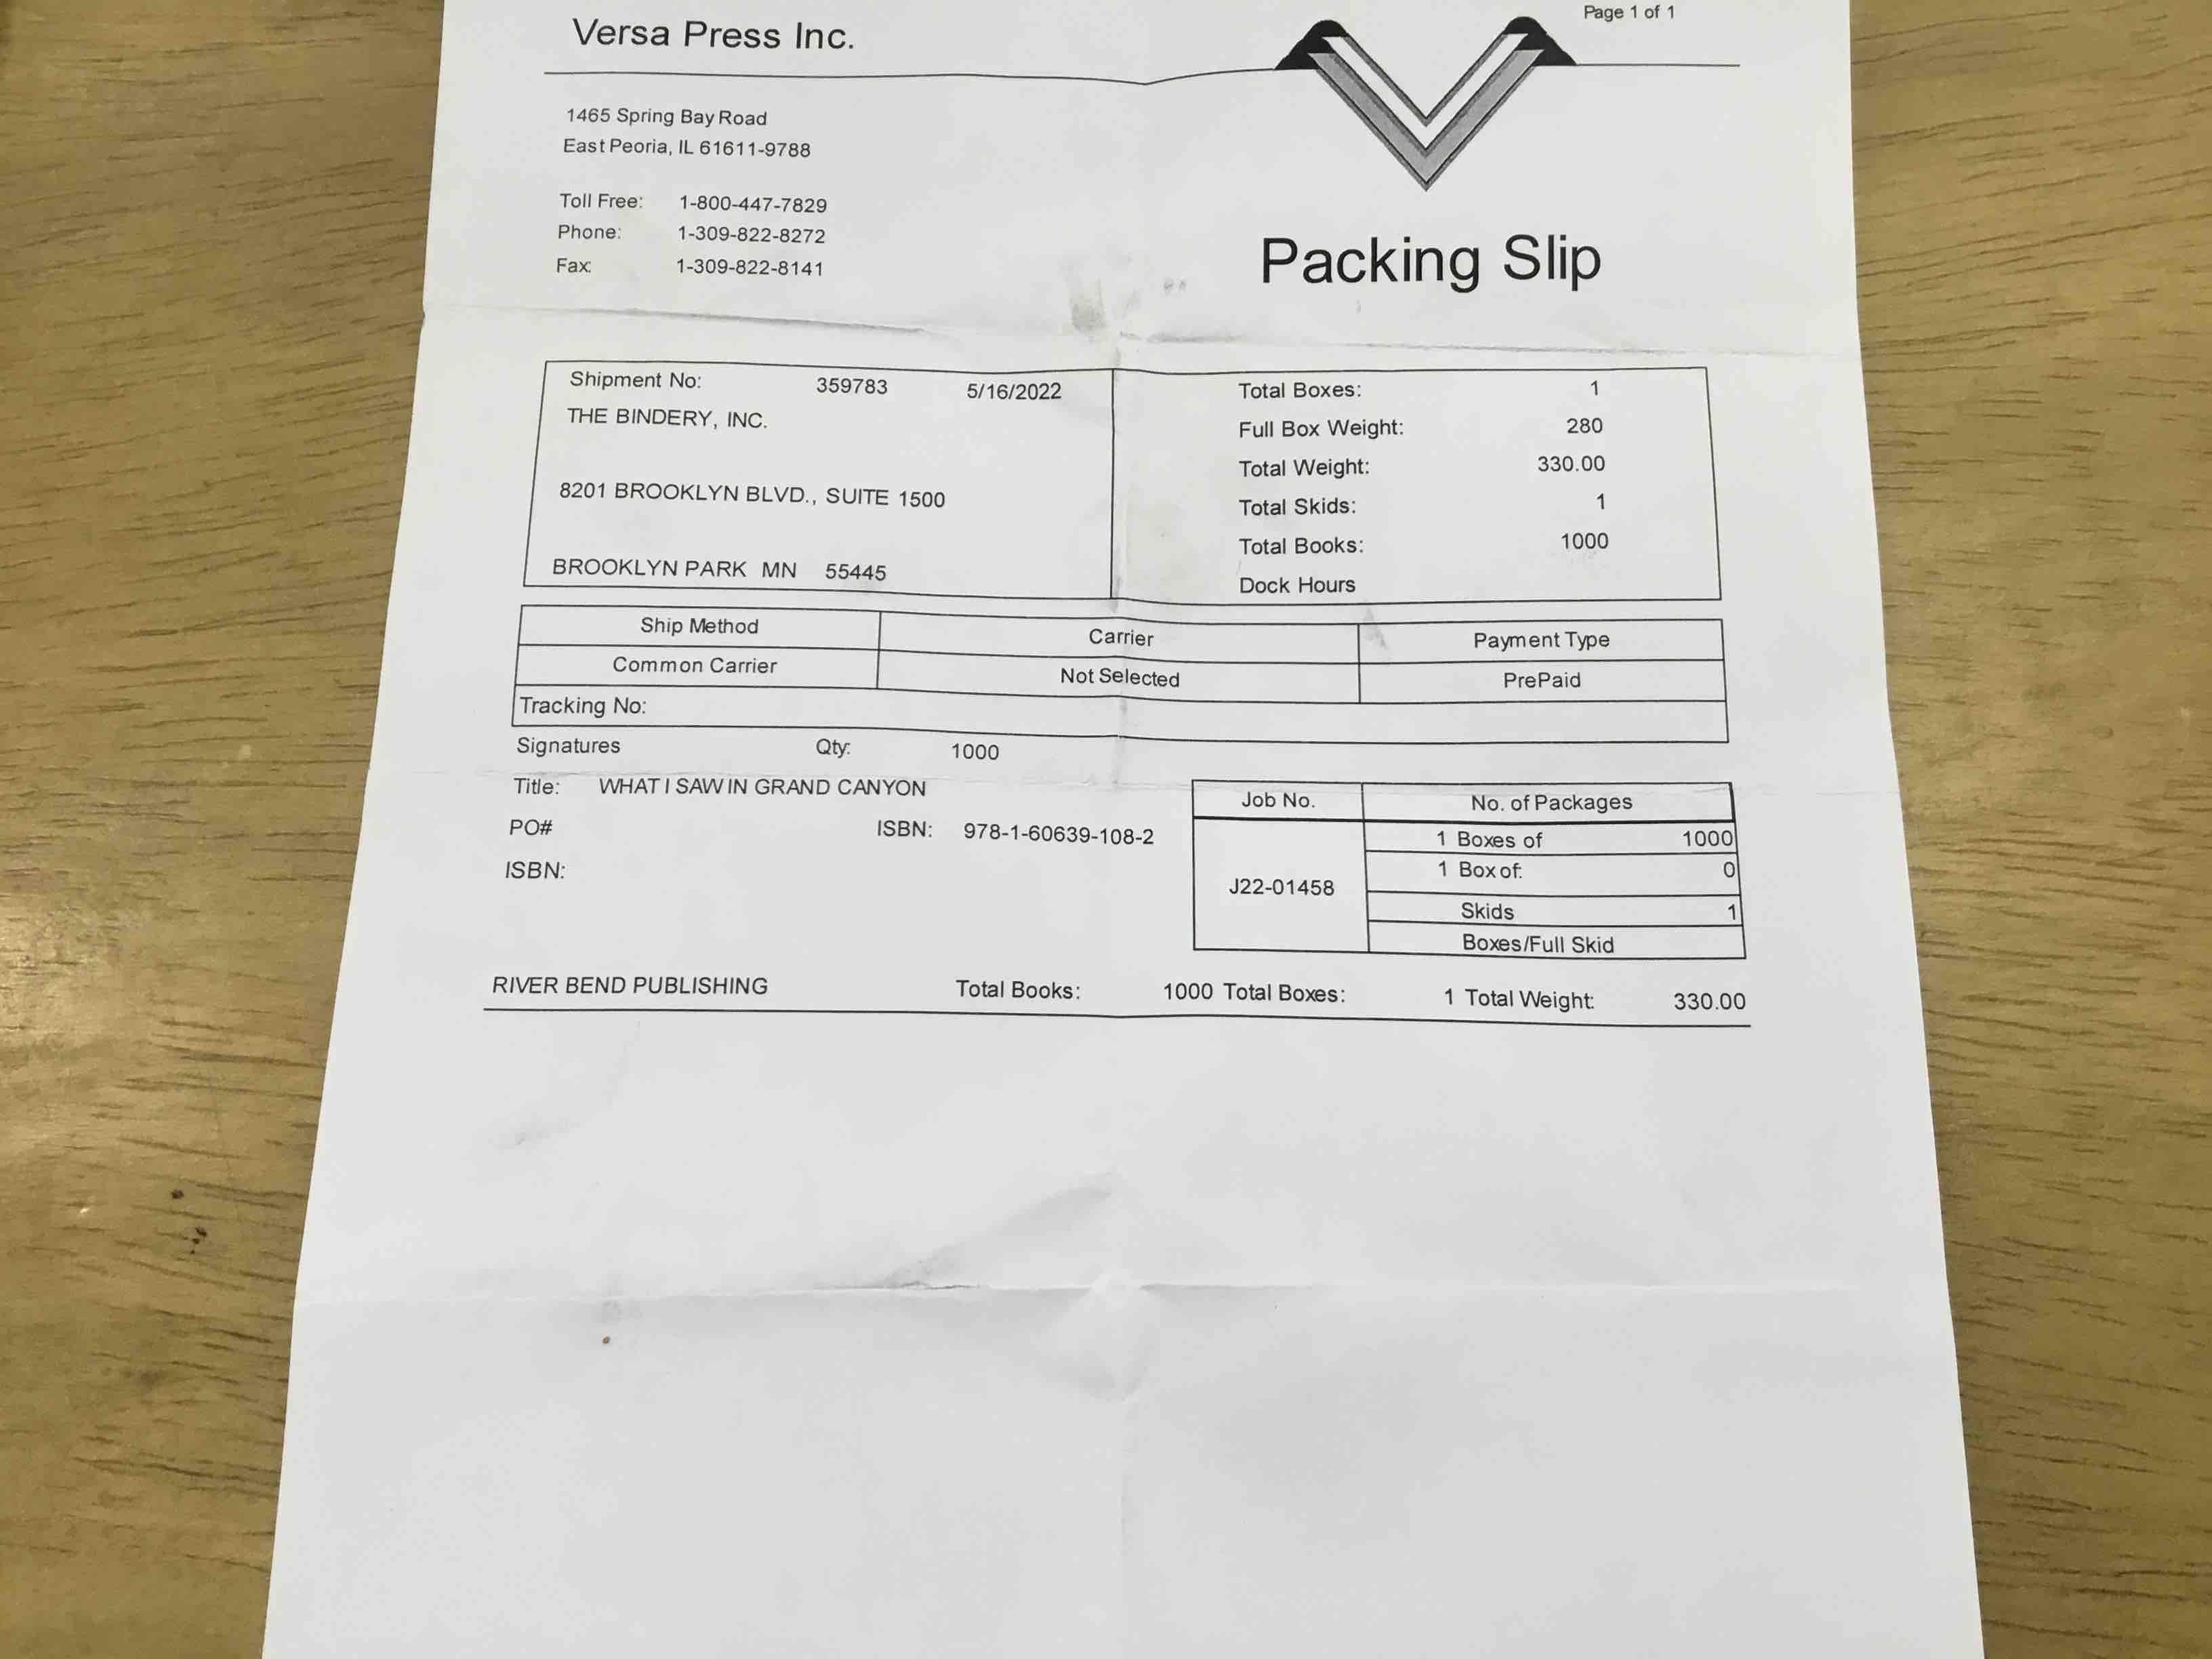 Page 1 of 1
Versa Press Inc.
1465 Spring Bay Road
East Peoria, IL 61611-9788
Toll Free: 1-800-447-7829
Phone: 1-309-822-8272
Fax: 1-309-822-8141
Packing Slip
Shipment No: 359783 5/16/2022
THE BINDERY, INC.
8201 BROOKLYN BLVD., SUITE 1500
BROOKLYN PARK MN 55445
Total Boxes: 1
Full Box Weight: 280
Total Weight: 330.00
Total Skids: 1
Total Books: 1000
Dock Hours
Ship Method Carrier Payment Type
Common Carrier Not Selected PrePaid
Tracking No:
Signatures Qty: 1000
Title: WHAT I SAW IN GRAND CANYON
PO# ISBN: 978-1-60639-108-2
ISBN:
Job No. No. of Packages
1 Boxes of 1000
1 Box of: 0
J22-01458
Skids 1
Boxes/Full Skid
RIVER BEND PUBLISHING Total Books: 1000 Total Boxes: 1 Total Weight: 330.00